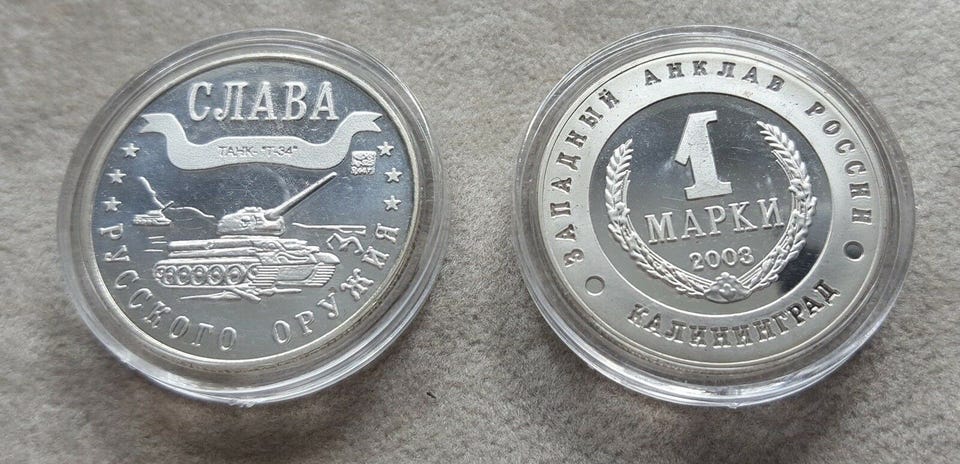 СЛАВА
ТАНК- "Т-34"
РУССКОГО ОРУЖИЯ
ЗАПАДНЫЙ АНКЛАВ РОССИИ
1
МАРКИ
2003
КАЛИНИНГРАД